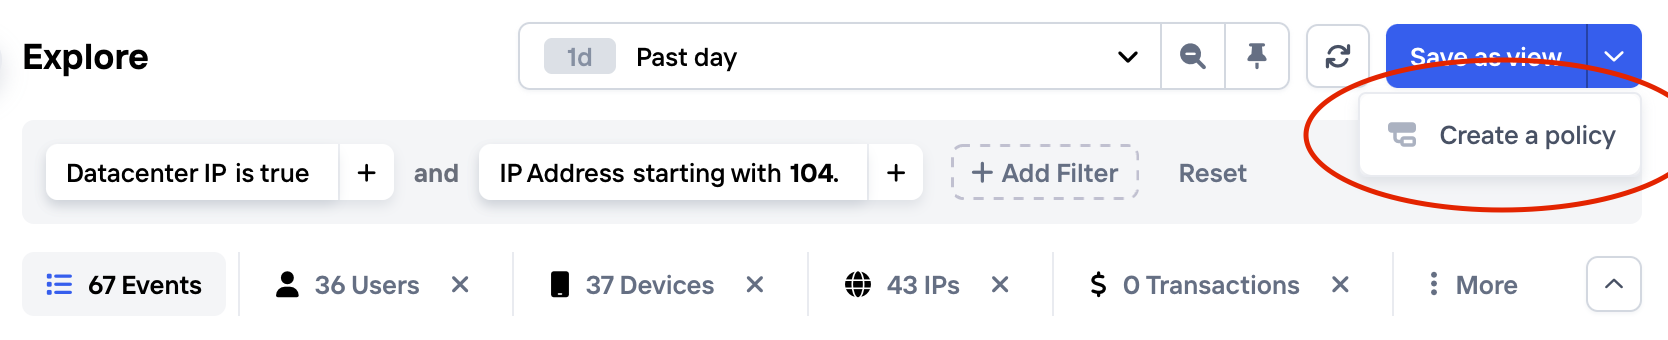 Explore
1d Past day
Save as view
Create a policy
Datacenter IP is true + and IP Address starting with 104. + + Add Filter Reset
67 Events 36 Users 37 Devices 43 IPs $ 0 Transactions More